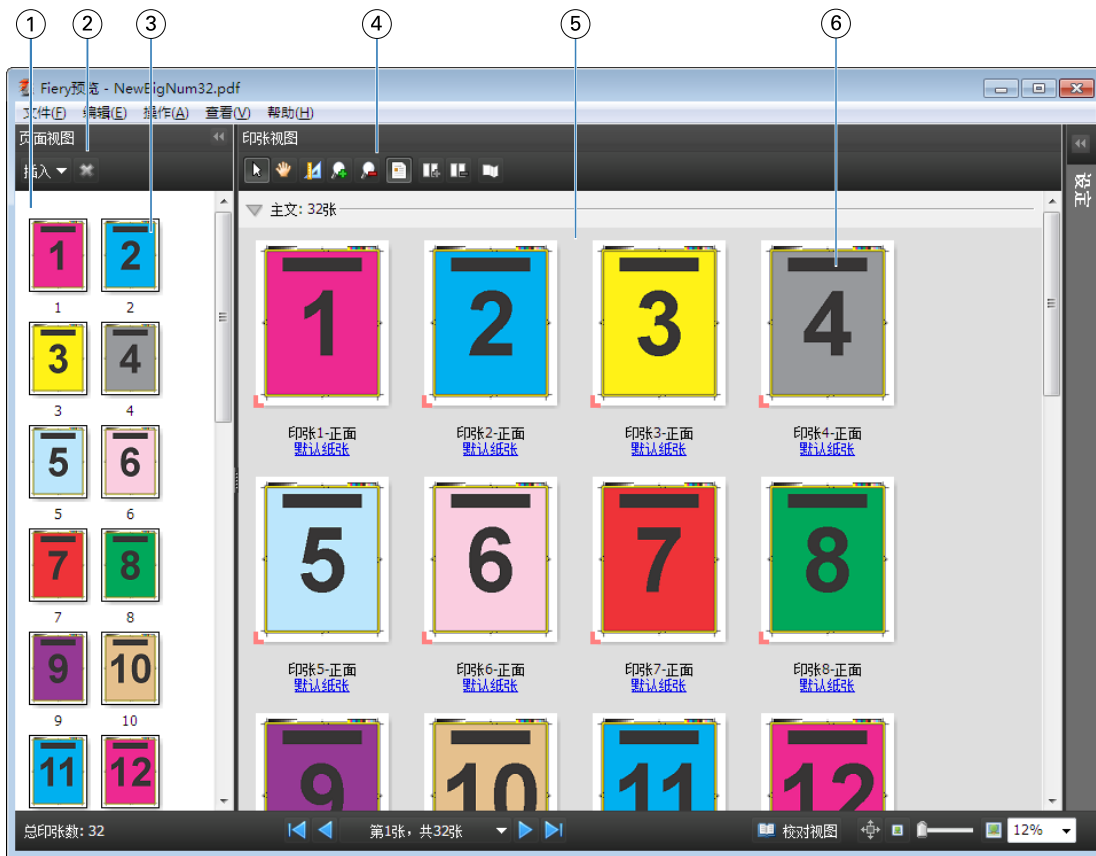 1 2 3 4 5 6
Fiery预览 - NewBigNum32.pdf
文件(F) 编辑(E) 操作(A) 查看(V) 帮助(H)
页面视图
印张视图
插入
设定
主文: 32张
1 2
1 2
3 4
3 4
5 6
5 6
7 8
7 8
9 10
9 10
11 12
1 2 3 4
印张1-正面 印张2-正面 印张3-正面 印张4-正面
默认纸张 默认纸张 默认纸张 默认纸张
5 6 7 8
印张5-正面 印张6-正面 印张7-正面 印张8-正面
默认纸张 默认纸张 默认纸张 默认纸张
9 10 11 12
总印张数: 32
第1张，共32张
校对视图
12%